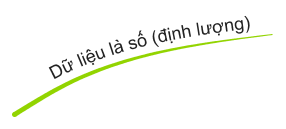 Dữ liệu là số (định lượng)